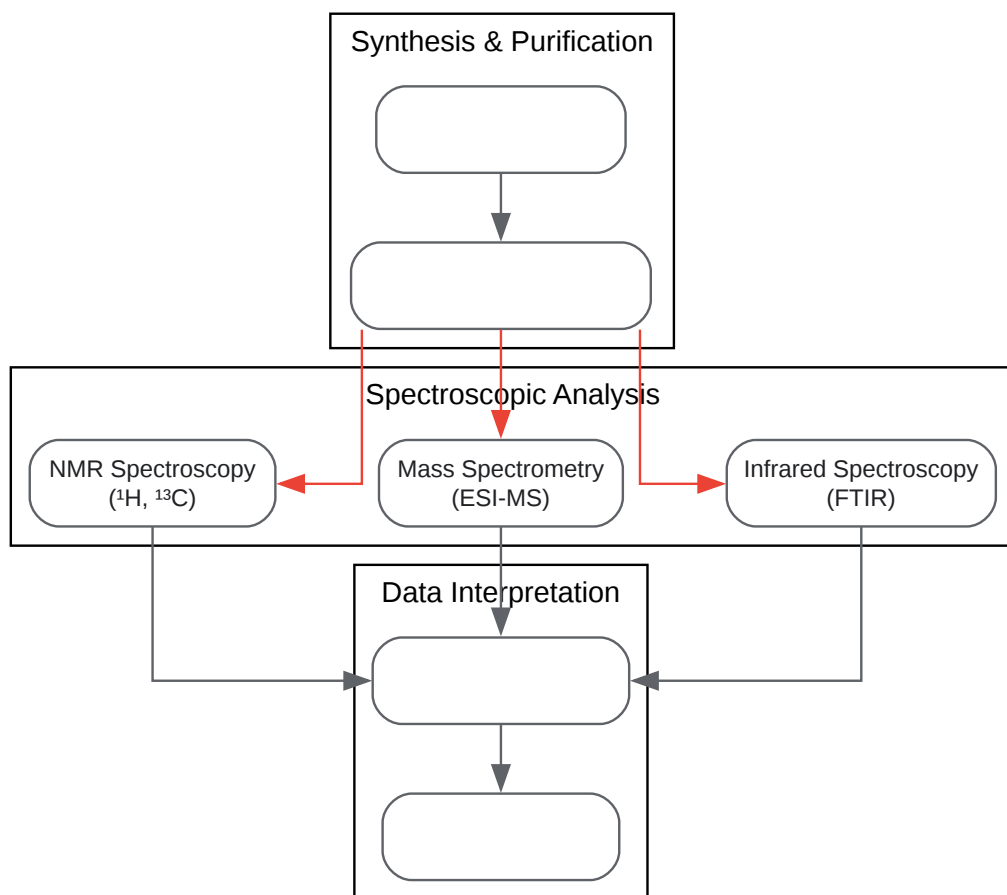 Synthesis & Purification
Spectroscopic Analysis
NMR Spectroscopy
(¹H, ¹³C)
Mass Spectrometry
(ESI-MS)
Infrared Spectroscopy
(FTIR)
Data Interpretation